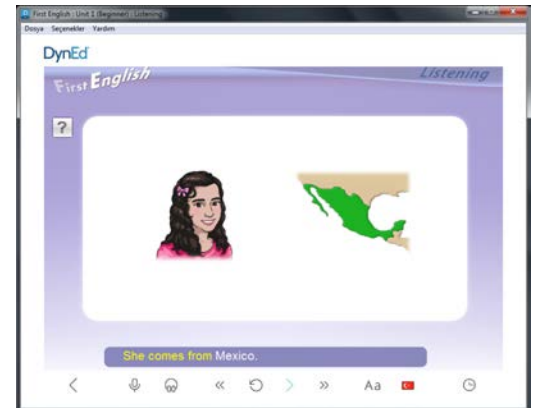 First English : Unit 1 (Beginner) : Listening
Dosya Seçenekler Yardım
DynEd
First English
Listening
?
She comes from Mexico.
Aa